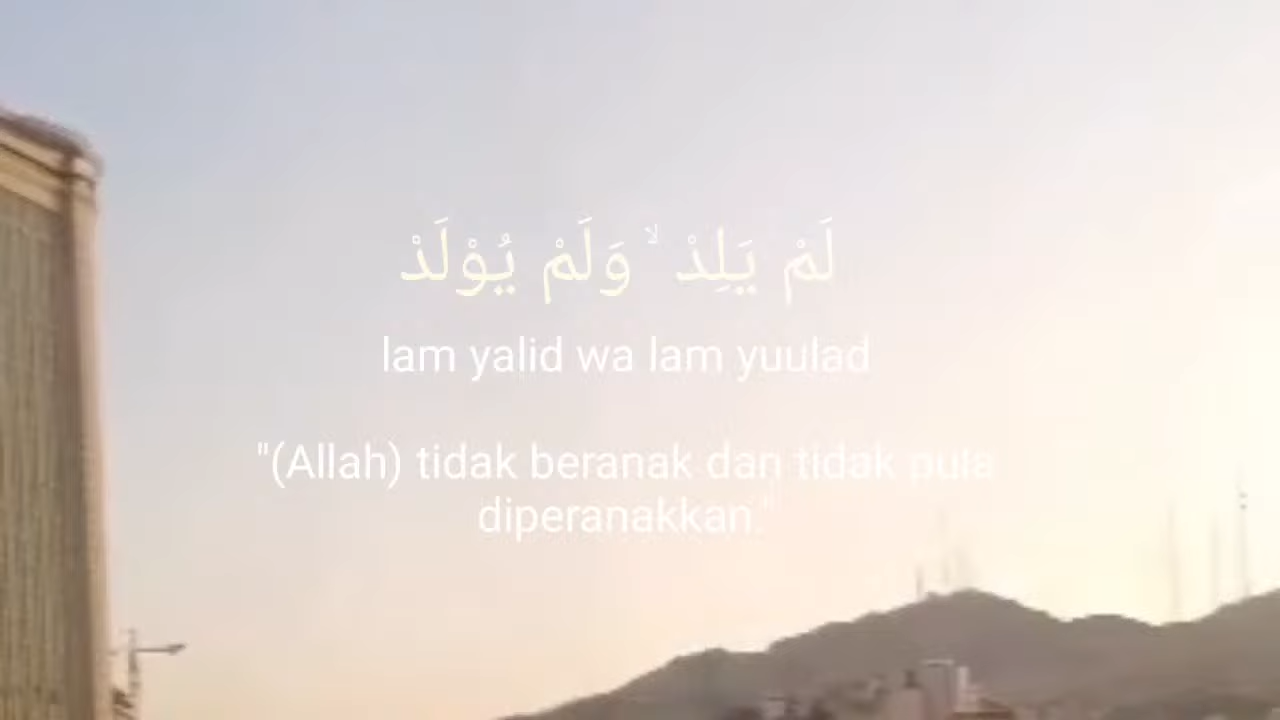 لَمْ يَلِدْ ۙ وَلَمْ يُوْلَدْ
lam yalid wa lam yuulad
"(Allah) tidak beranak dan tidak pula
diperanakkan."